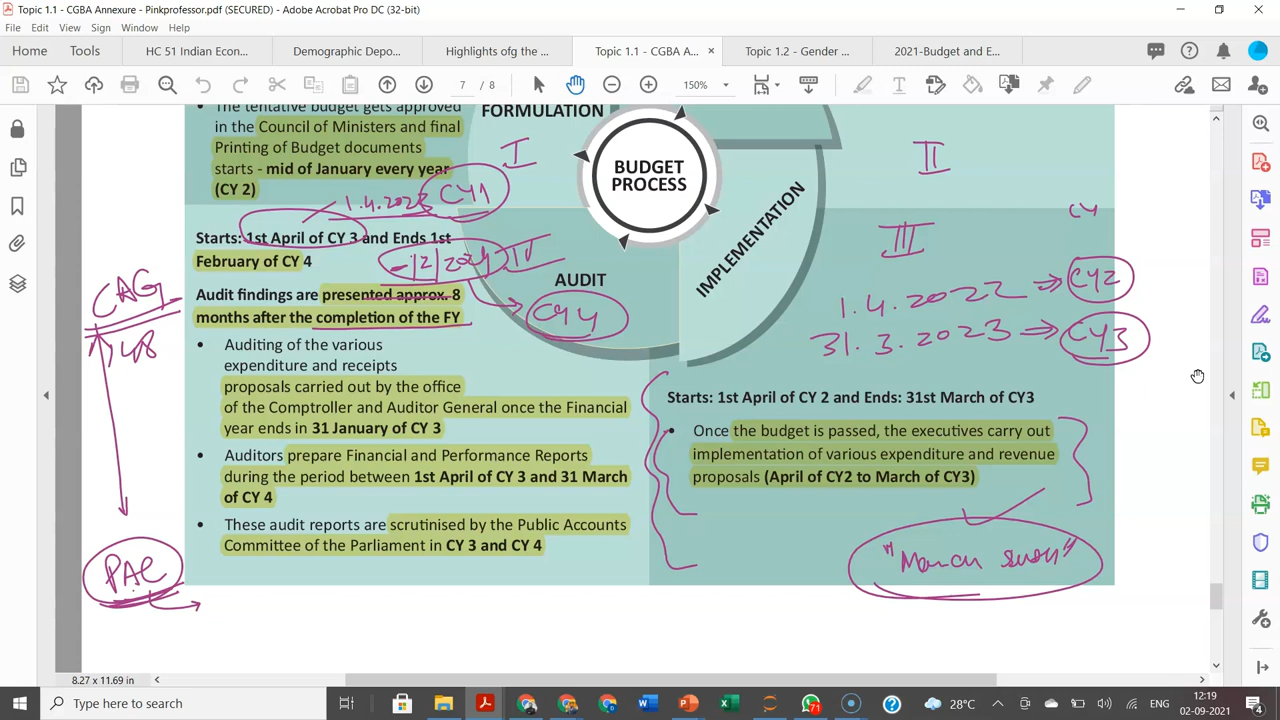 Topic 1.1 - CGBA Annexure - Pinkprofessor.pdf (SECURED) - Adobe Acrobat Pro DC (32-bit)
File Edit View Sign Window Help
Home Tools HC 51 Indian Econ... Demographic Depo... Highlights ofg the ... Topic 1.1 - CGBA A... × Topic 1.2 - Gender ... 2021-Budget and E...
7 / 8 150%
The tentative budget gets approved
in the Council of Ministers and final
Printing of Budget documents
starts - mid of January every year
(CY 2)
FORMULATION
I
BUDGET
PROCESS
IMPLEMENTATION
AUDIT
II
III
IV
1.4.2023 CY1
Starts: 1st April of CY 3 and Ends 1st
February of CY 4
-|2|2024
CY4
Audit findings are presented approx. 8
months after the completion of the FY
Auditing of the various
expenditure and receipts
proposals carried out by the office
of the Comptroller and Auditor General once the Financial
year ends in 31 January of CY 3
Auditors prepare Financial and Performance Reports
during the period between 1st April of CY 3 and 31 March
of CY 4
These audit reports are scrutinised by the Public Accounts
Committee of the Parliament in CY 3 and CY 4
CAG
148
PAC
CY
1.4.2022 CY2
31.3.2023 CY3
Starts: 1st April of CY 2 and Ends: 31st March of CY3
Once the budget is passed, the executives carry out
implementation of various expenditure and revenue
proposals (April of CY2 to March of CY3)
"March rush"
8.27 x 11.69 in
Type here to search
71
28°C
ENG
12:19
02-09-2021
4